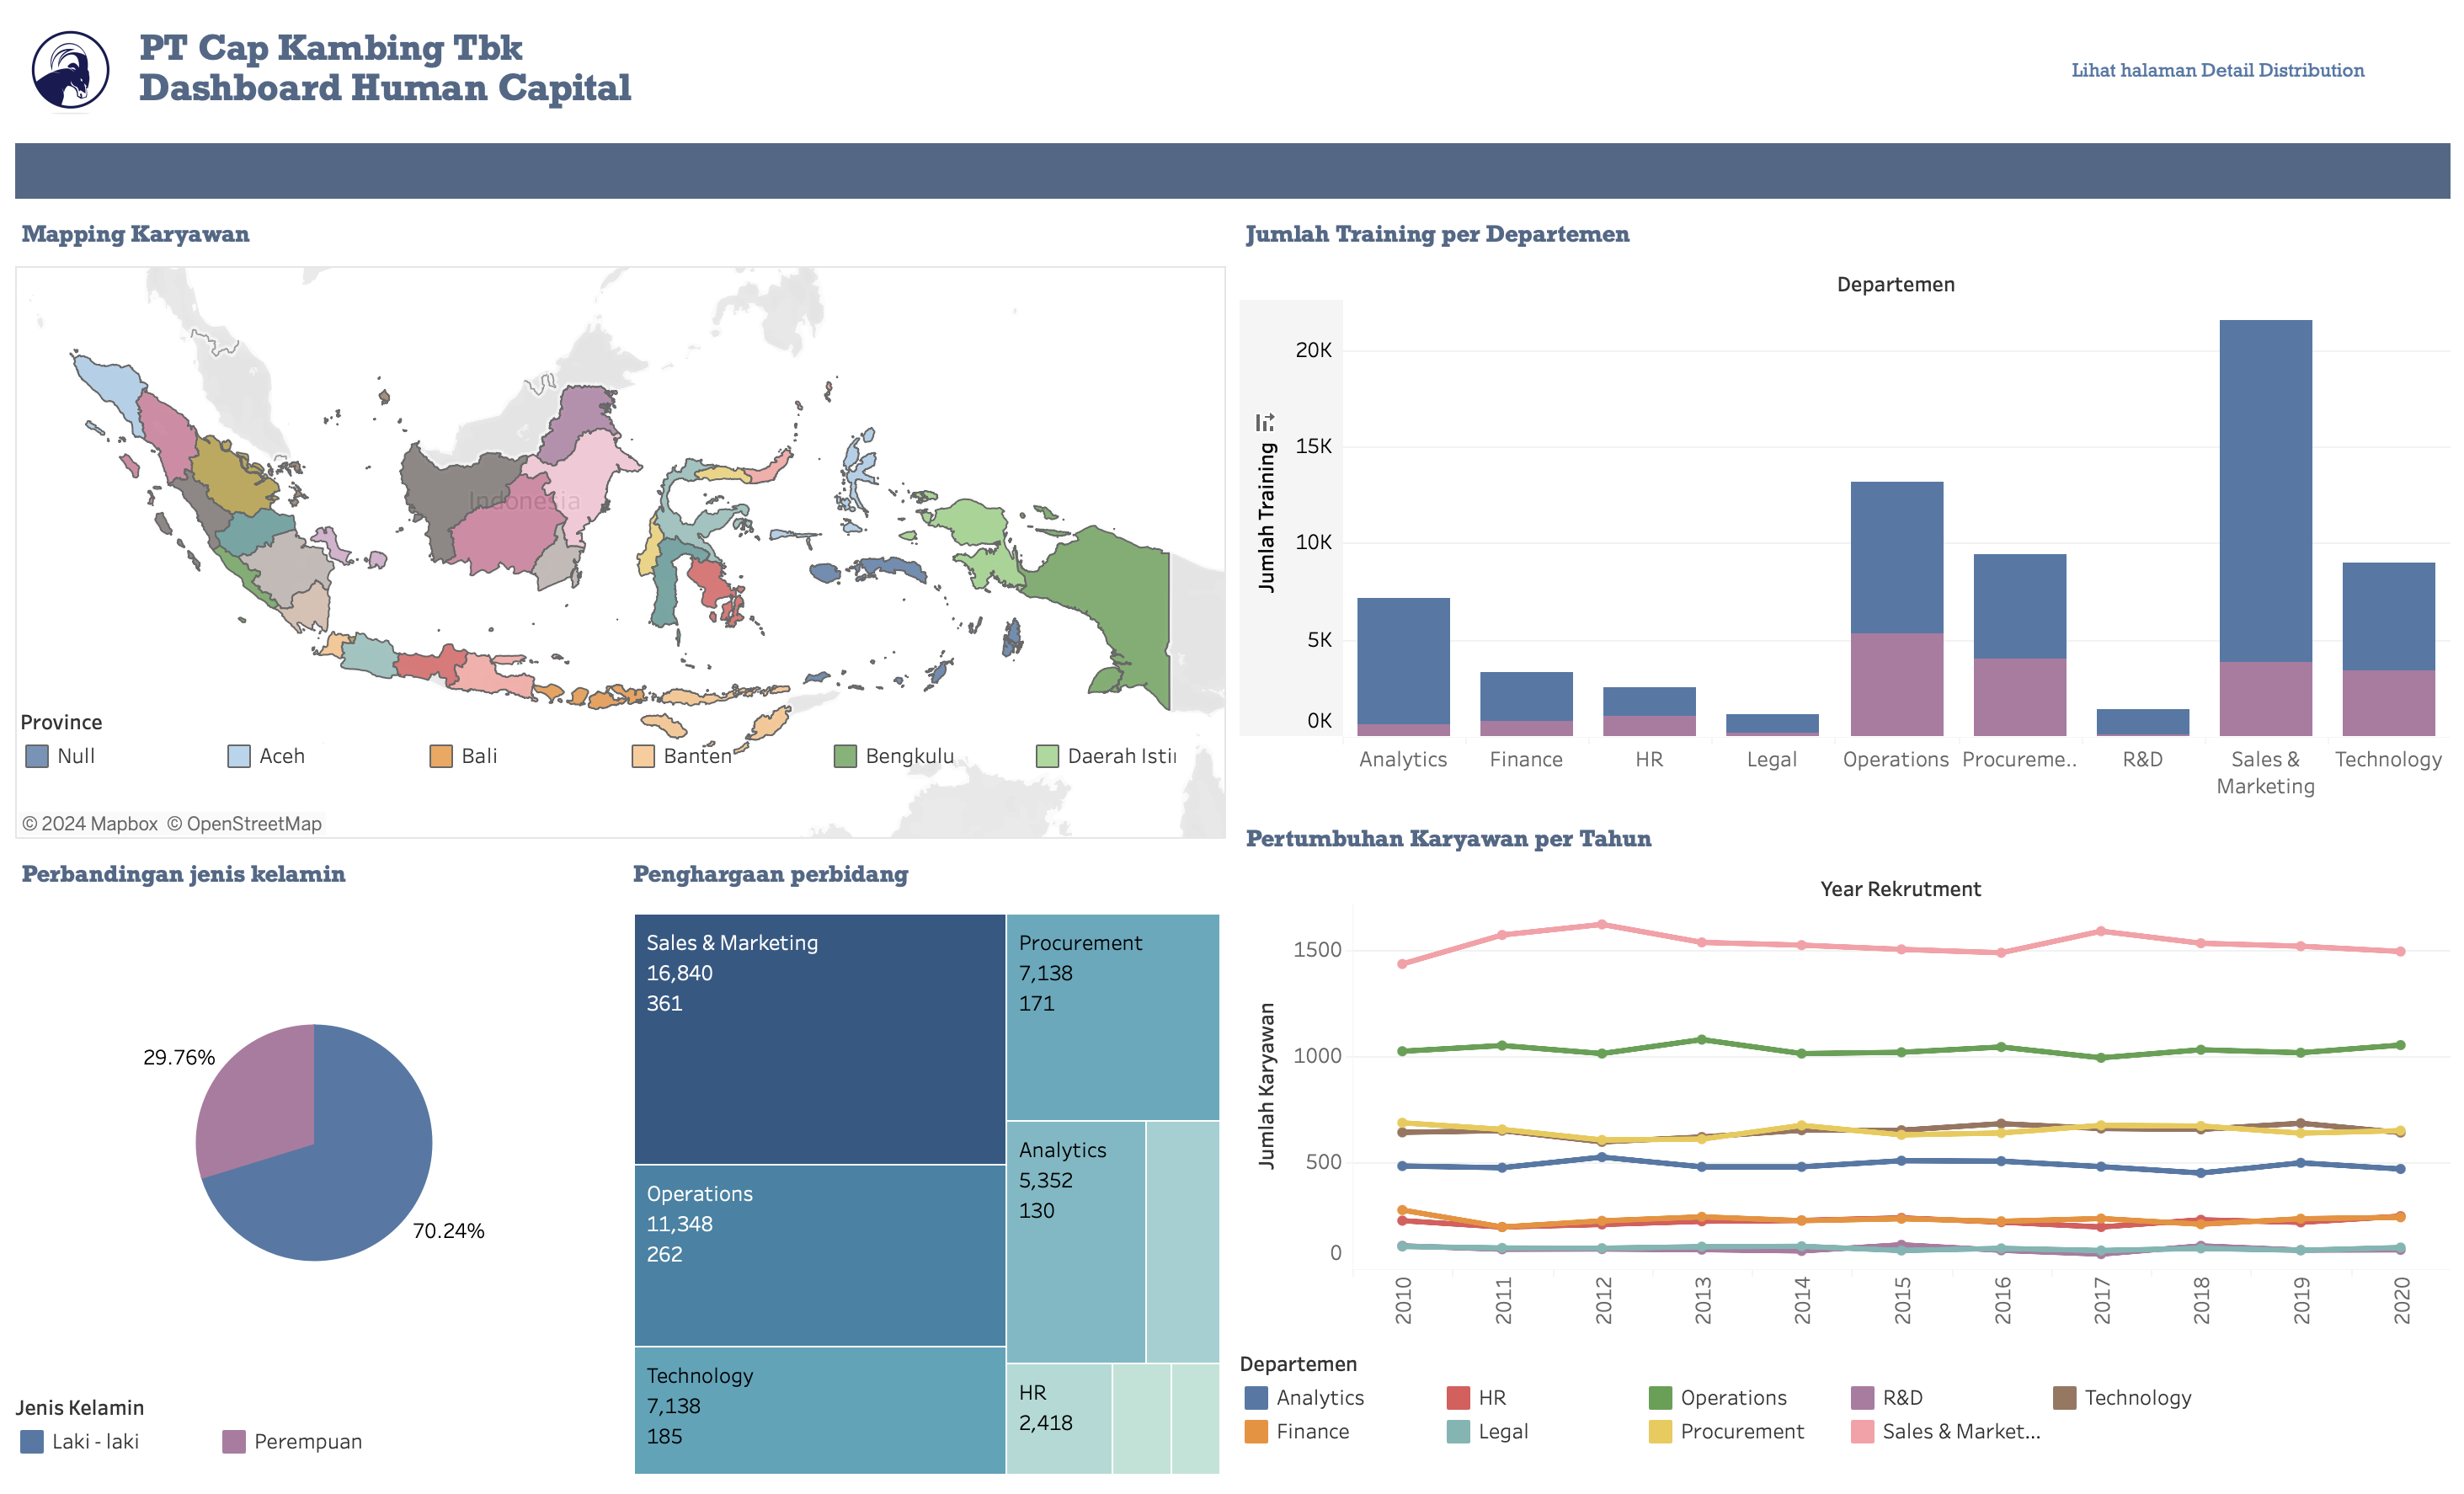 PT Cap Kambing Tbk
Dashboard Human Capital
Lihat halaman Detail Distribution
Mapping Karyawan
Indonesia
Province
Null
Aceh
Bali
Banten
Bengkulu
Daerah Istii
© 2024 Mapbox © OpenStreetMap
Jumlah Training per Departemen
Departemen
Jumlah Training
20K
15K
10K
5K
0K
Analytics
Finance
HR
Legal
Operations
Procureme..
R&D
Sales &
Marketing
Technology
Perbandingan jenis kelamin
29.76%
70.24%
Jenis Kelamin
Laki - laki
Perempuan
Penghargaan perbidang
Sales & Marketing
16,840
361
Operations
11,348
262
Technology
7,138
185
Procurement
7,138
171
Analytics
5,352
130
HR
2,418
Pertumbuhan Karyawan per Tahun
Year Rekrutment
Jumlah Karyawan
1500
1000
500
0
2010
2011
2012
2013
2014
2015
2016
2017
2018
2019
2020
Departemen
Analytics
HR
Operations
R&D
Technology
Finance
Legal
Procurement
Sales & Market...